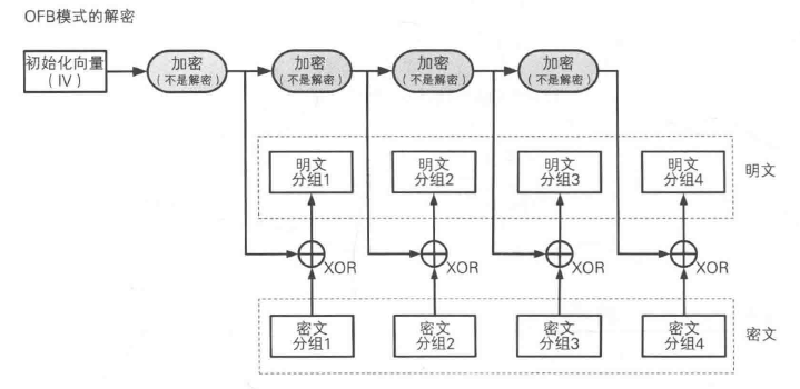 OFB模式的解密
初始化向量
（IV）
加密
（不是解密）
加密
（不是解密）
加密
（不是解密）
加密
（不是解密）
明文
分组1
明文
分组2
明文
分组3
明文
分组4
明文
XOR
XOR
XOR
XOR
密文
分组1
密文
分组2
密文
分组3
密文
分组4
密文